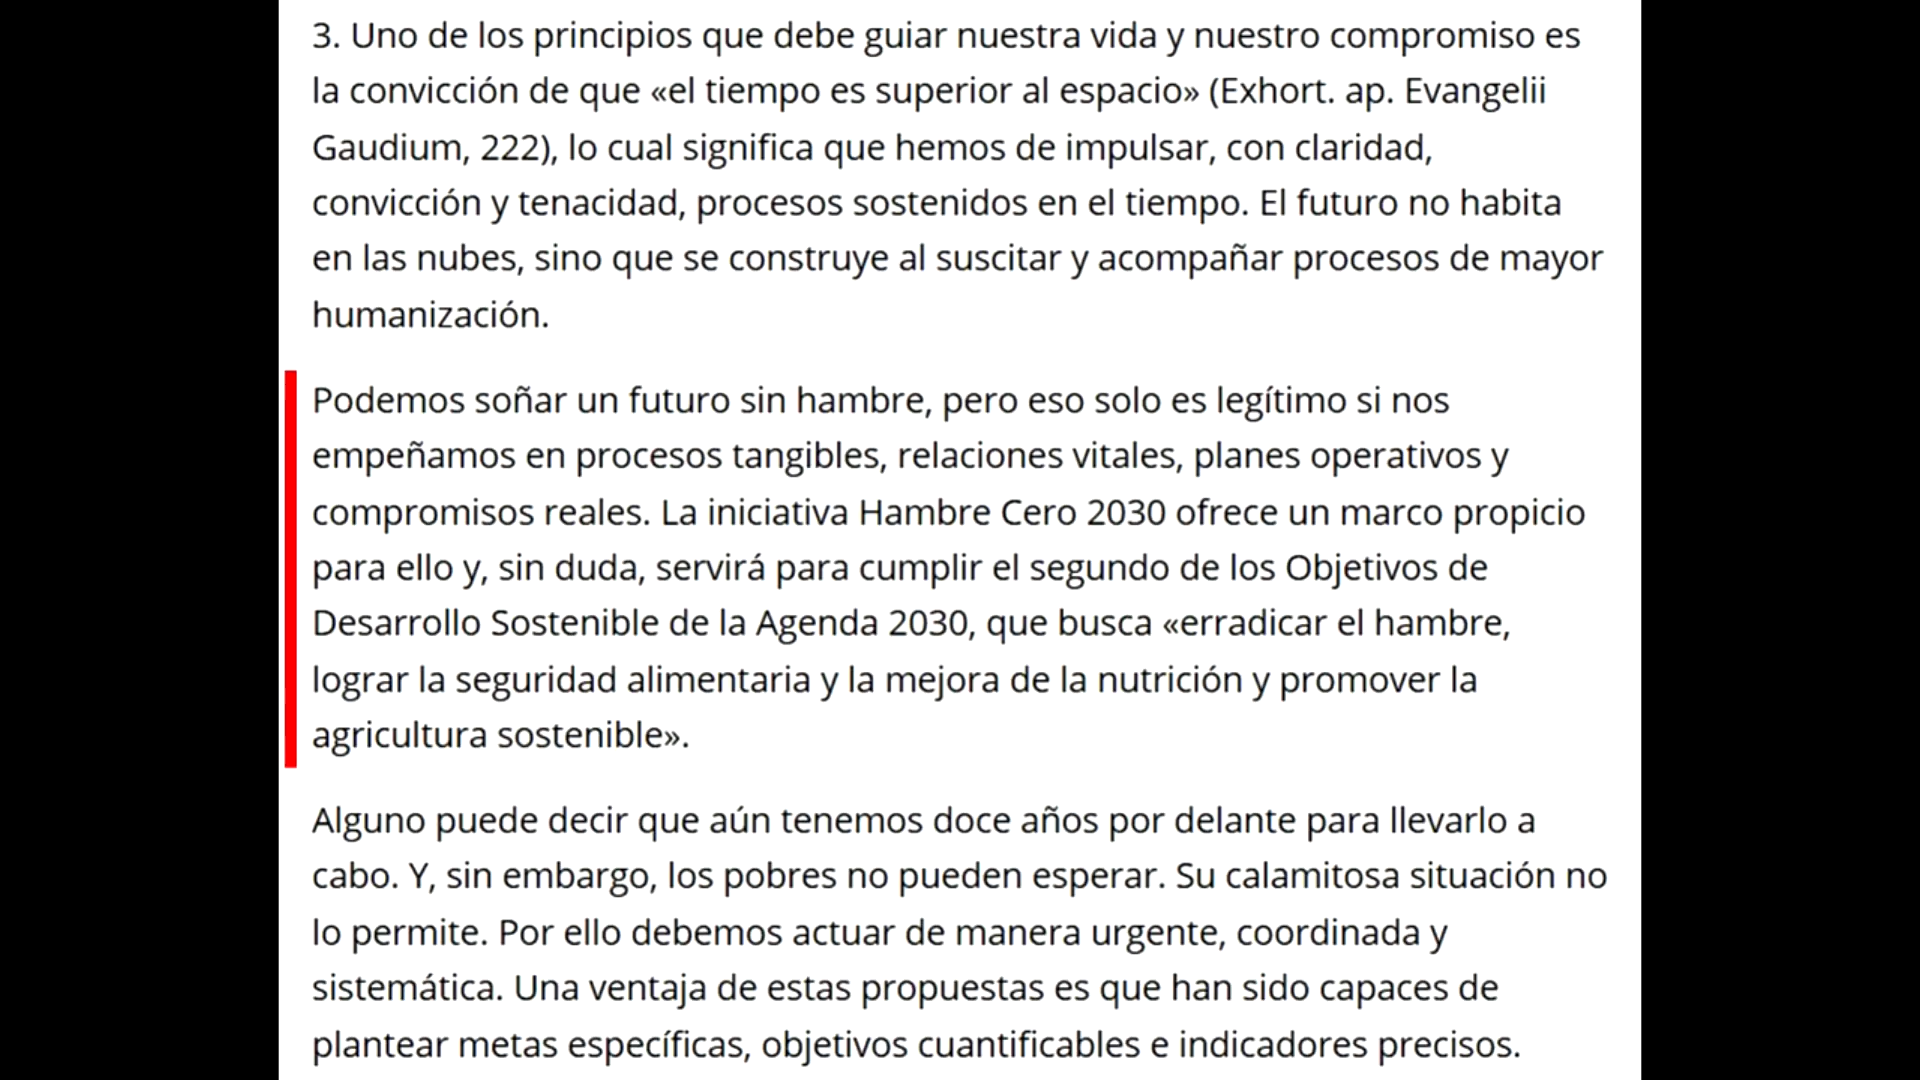 3. Uno de los principios que debe guiar nuestra vida y nuestro compromiso es
la convicción de que «el tiempo es superior al espacio» (Exhort. ap. Evangelii
Gaudium, 222), lo cual significa que hemos de impulsar, con claridad,
convicción y tenacidad, procesos sostenidos en el tiempo. El futuro no habita
en las nubes, sino que se construye al suscitar y acompañar procesos de mayor
humanización.
Podemos soñar un futuro sin hambre, pero eso solo es legítimo si nos
empeñamos en procesos tangibles, relaciones vitales, planes operativos y
compromisos reales. La iniciativa Hambre Cero 2030 ofrece un marco propicio
para ello y, sin duda, servirá para cumplir el segundo de los Objetivos de
Desarrollo Sostenible de la Agenda 2030, que busca «erradicar el hambre,
lograr la seguridad alimentaria y la mejora de la nutrición y promover la
agricultura sostenible».
Alguno puede decir que aún tenemos doce años por delante para llevarlo a
cabo. Y, sin embargo, los pobres no pueden esperar. Su calamitosa situación no
lo permite. Por ello debemos actuar de manera urgente, coordinada y
sistemática. Una ventaja de estas propuestas es que han sido capaces de
plantear metas específicas, objetivos cuantificables e indicadores precisos.